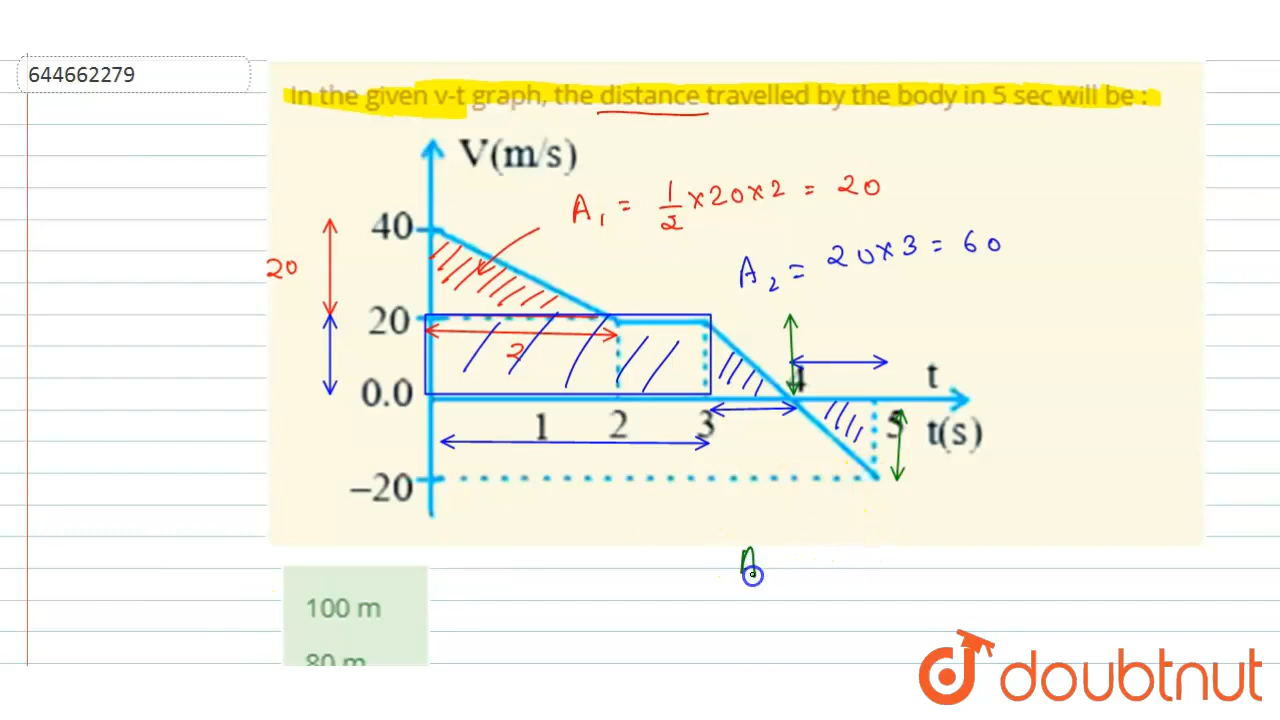 644662279
In the given v-t graph, the distance travelled by the body in 5 sec will be :
V(m/s)
A1 = 1/2 × 20 × 2 = 20
40
A2 = 20 × 3 = 60
20
20
2
t
0.0
1 2 3 4 5 t(s)
–20
A
100 m
80 m
doubtnut